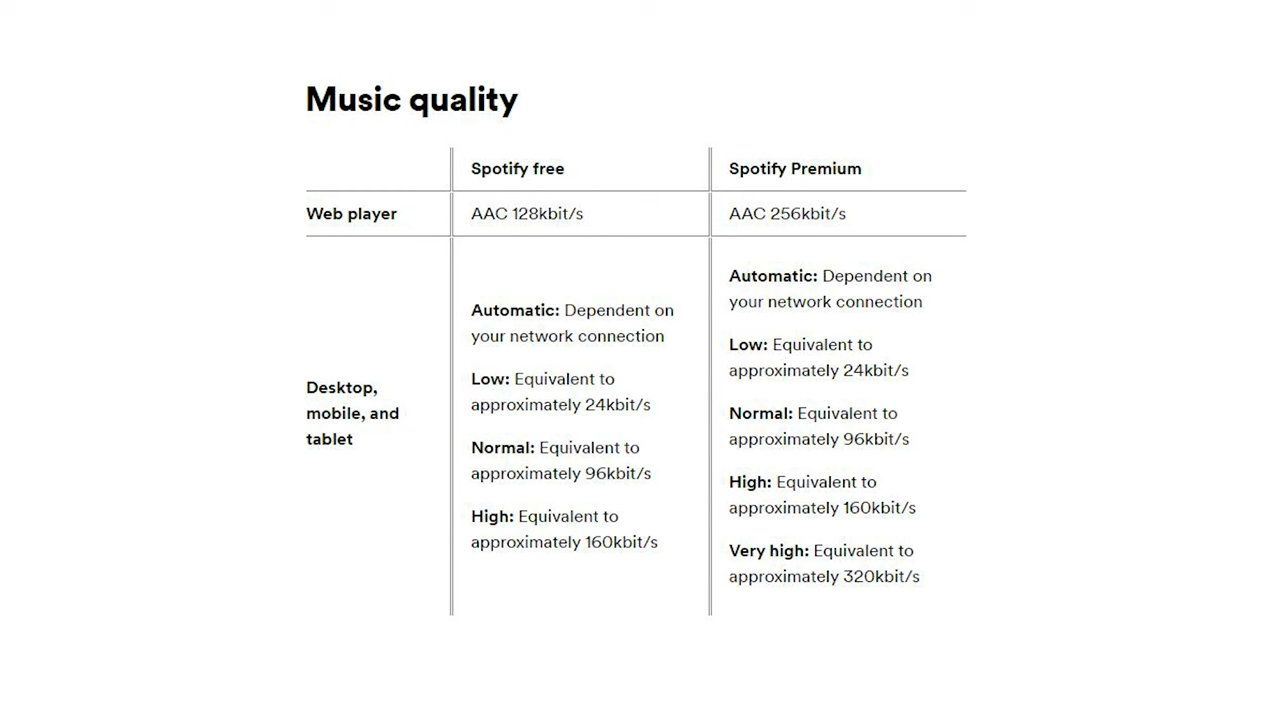 Music quality
Spotify free
Spotify Premium
Web player
AAC 128kbit/s
AAC 256kbit/s
Desktop,
mobile, and
tablet
Automatic: Dependent on
your network connection
Low: Equivalent to
approximately 24kbit/s
Normal: Equivalent to
approximately 96kbit/s
High: Equivalent to
approximately 160kbit/s
Automatic: Dependent on
your network connection
Low: Equivalent to
approximately 24kbit/s
Normal: Equivalent to
approximately 96kbit/s
High: Equivalent to
approximately 160kbit/s
Very high: Equivalent to
approximately 320kbit/s